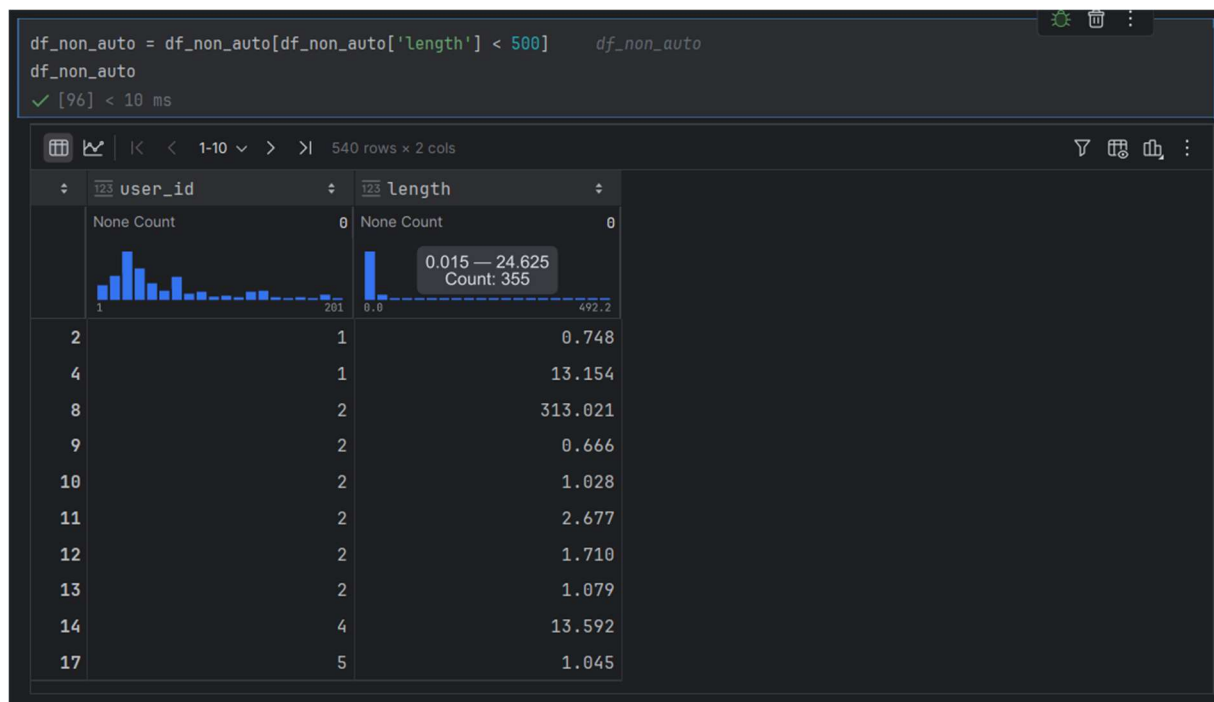 df_non_auto = df_non_auto[df_non_auto['length'] < 500] df_non_auto
df_non_auto
[96] < 10 ms
1-10 540 rows × 2 cols
123 user_id 123 length
None Count 0 None Count 0
0.015 — 24.625
Count: 355
1 201 0.0 492.2
2 1 0.748
4 1 13.154
8 2 313.021
9 2 0.666
10 2 1.028
11 2 2.677
12 2 1.710
13 2 1.079
14 4 13.592
17 5 1.045